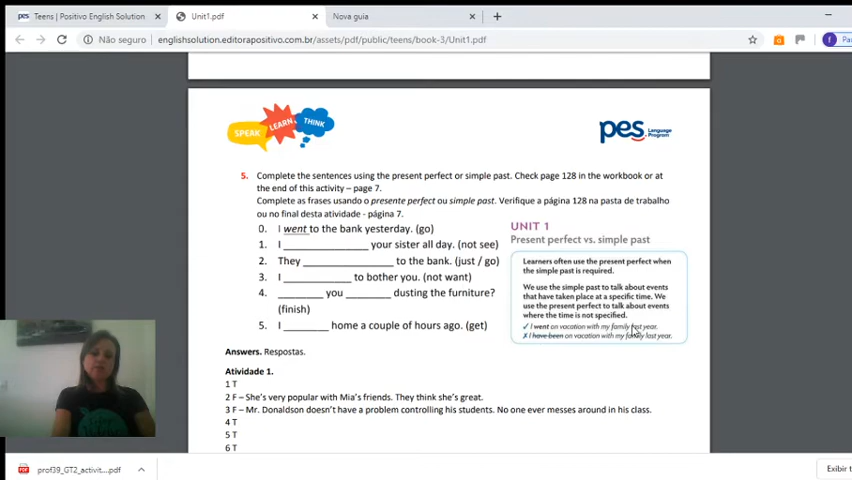 Teens | Positivo English Solution
Unit1.pdf
Nova guia
Não seguro
englishsolution.editorapositivo.com.br/assets/pdf/public/teens/book-3/Unit1.pdf
SPEAK LEARN THINK
pes Language Program
5. Complete the sentences using the present perfect or simple past. Check page 128 in the workbook or at
the end of this activity – page 7.
Complete as frases usando o presente perfect ou simple past. Verifique a página 128 na pasta de trabalho
ou no final desta atividade - página 7.
0. I went to the bank yesterday. (go)
1. I ________________ your sister all day. (not see)
2. They _________________ to the bank. (just / go)
3. I _____________ to bother you. (not want)
4. ________ you ________ dusting the furniture?
(finish)
5. I ________ home a couple of hours ago. (get)
UNIT 1
Present perfect vs. simple past
Learners often use the present perfect when
the simple past is required.
We use the simple past to talk about events
that have taken place at a specific time. We
use the present perfect to talk about events
where the time is not specified.
✓ I went on vacation with my family last year.
✗ I have been on vacation with my family last year.
Answers. Respostas.
Atividade 1.
1 T
2 F – She's very popular with Mia's friends. They think she's great.
3 F – Mr. Donaldson doesn't have a problem controlling his students. No one ever messes around in his class.
4 T
5 T
6 T
prof39_GT2_activit....pdf
Exibir t